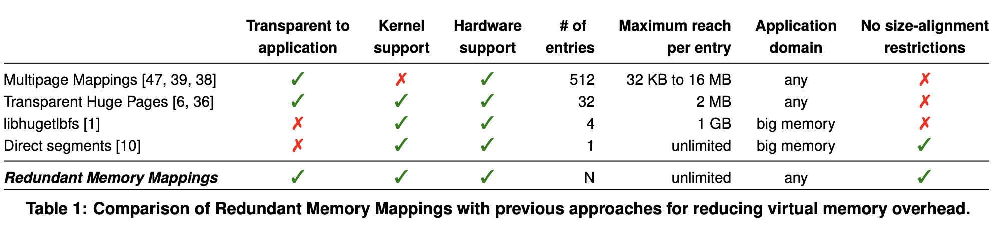 Transparent to Kernel Hardware # of Maximum reach Application No size-alignment
application support support entries per entry domain restrictions
Multipage Mappings [47, 39, 38] ✓ ✗ ✓ 512 32 KB to 16 MB any ✗
Transparent Huge Pages [6, 36] ✓ ✓ ✓ 32 2 MB any ✗
libhugetlbfs [1] ✗ ✓ ✓ 4 1 GB big memory ✗
Direct segments [10] ✗ ✓ ✓ 1 unlimited big memory ✓
Redundant Memory Mappings ✓ ✓ ✓ N unlimited any ✓
Table 1: Comparison of Redundant Memory Mappings with previous approaches for reducing virtual memory overhead.